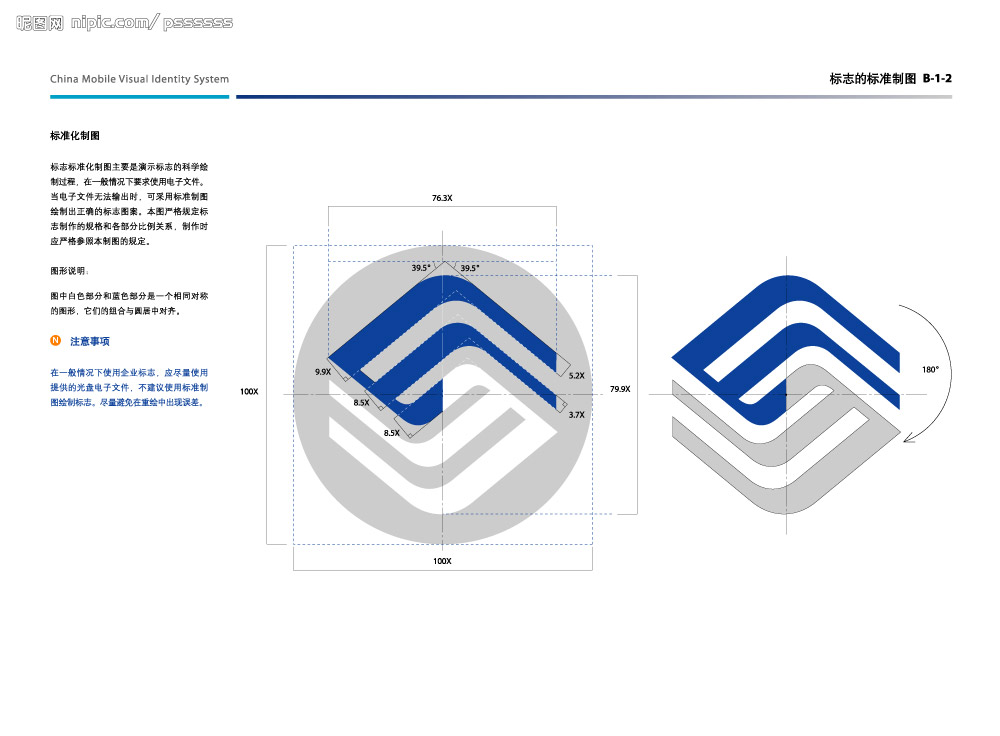 昵图网 nipic.com/pssssss
China Mobile Visual Identity System
标志的标准制图 B-1-2
标准化制图
标志标准化制图主要是演示标志的科学绘
制过程，在一般情况下要求使用电子文件。
当电子文件无法输出时，可采用标准制图
绘制出正确的标志图案。本图严格规定标
志制作的规格和各部分比例关系，制作时
应严格参照本制图的规定。
图形说明：
图中白色部分和蓝色部分是一个相同对称
的图形，它们的组合与圆居中对齐。
N 注意事项
在一般情况下使用企业标志，应尽量使用
提供的光盘电子文件，不建议使用标准制
图绘制标志。尽量避免在重绘中出现误差。
76.3X
39.5° 39.5°
9.9X
5.2X
8.5X
3.7X
8.5X
100X
79.9X
100X
180°